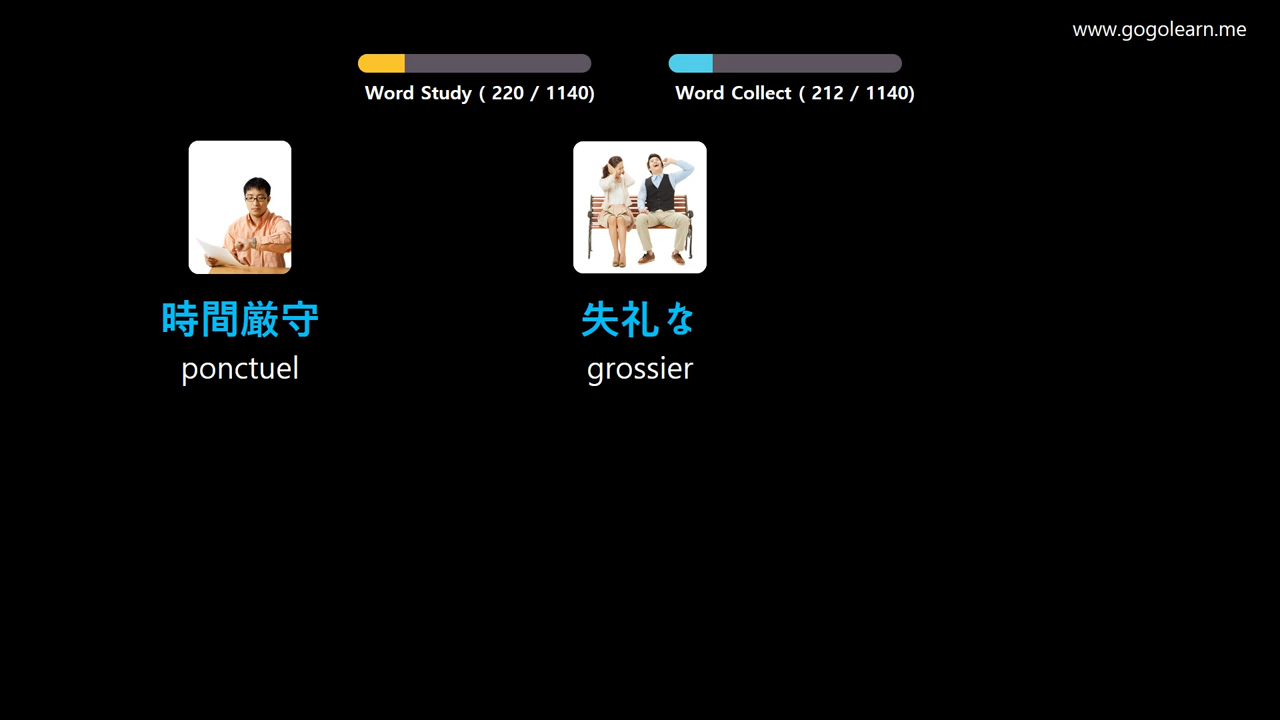 www.gogolearn.me
Word Study ( 220 / 1140)
Word Collect ( 212 / 1140)
時間厳守
ponctuel
失礼な
grossier